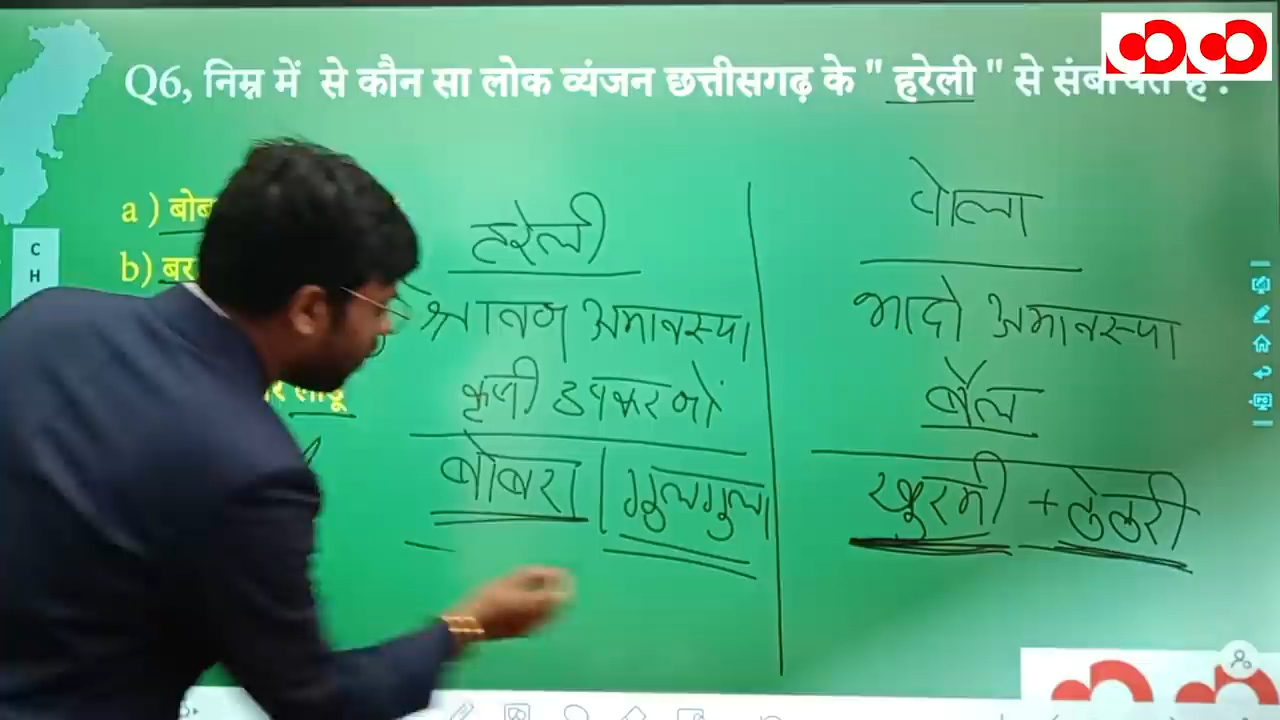 Q6, निम्न में से कौन सा लोक व्यंजन छत्तीसगढ़ के " हरेली " से संबंधित है :
a ) बोब
b) बर
लाडू
C
H
हरेली
श्रावण अमावस्या
कृषी उपकरणों
बोबरा | गुलगुला
पोला
भादो अमावस्या
बैल
खुरमी + ठेठरी